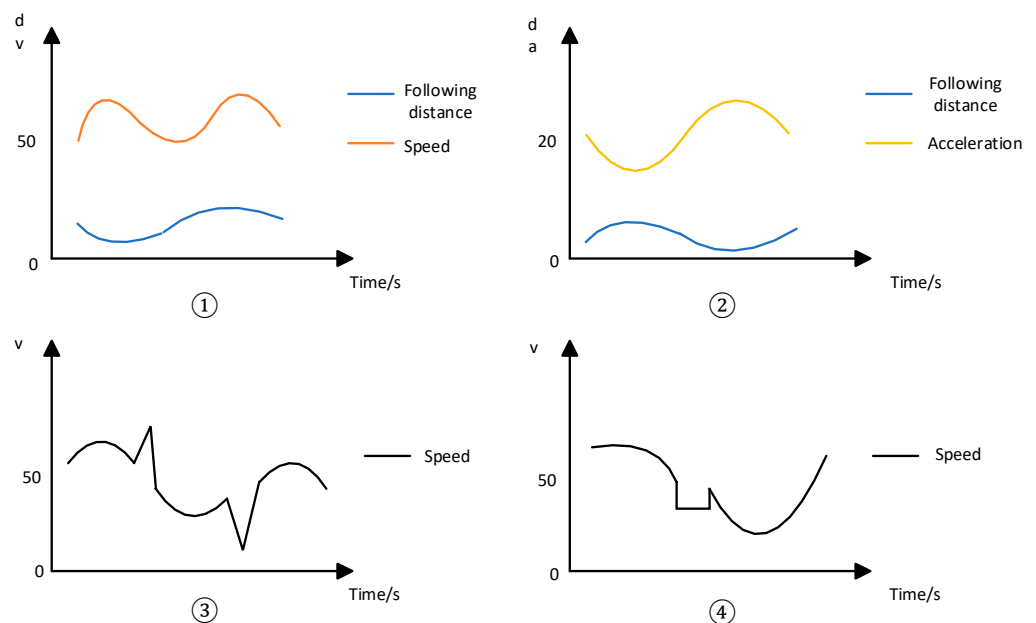 d
v
50
0
Following
distance
Speed
Time/s
①
d
a
20
0
Following
distance
Acceleration
Time/s
②
v
50
0
Speed
Time/s
③
v
50
0
Speed
Time/s
④